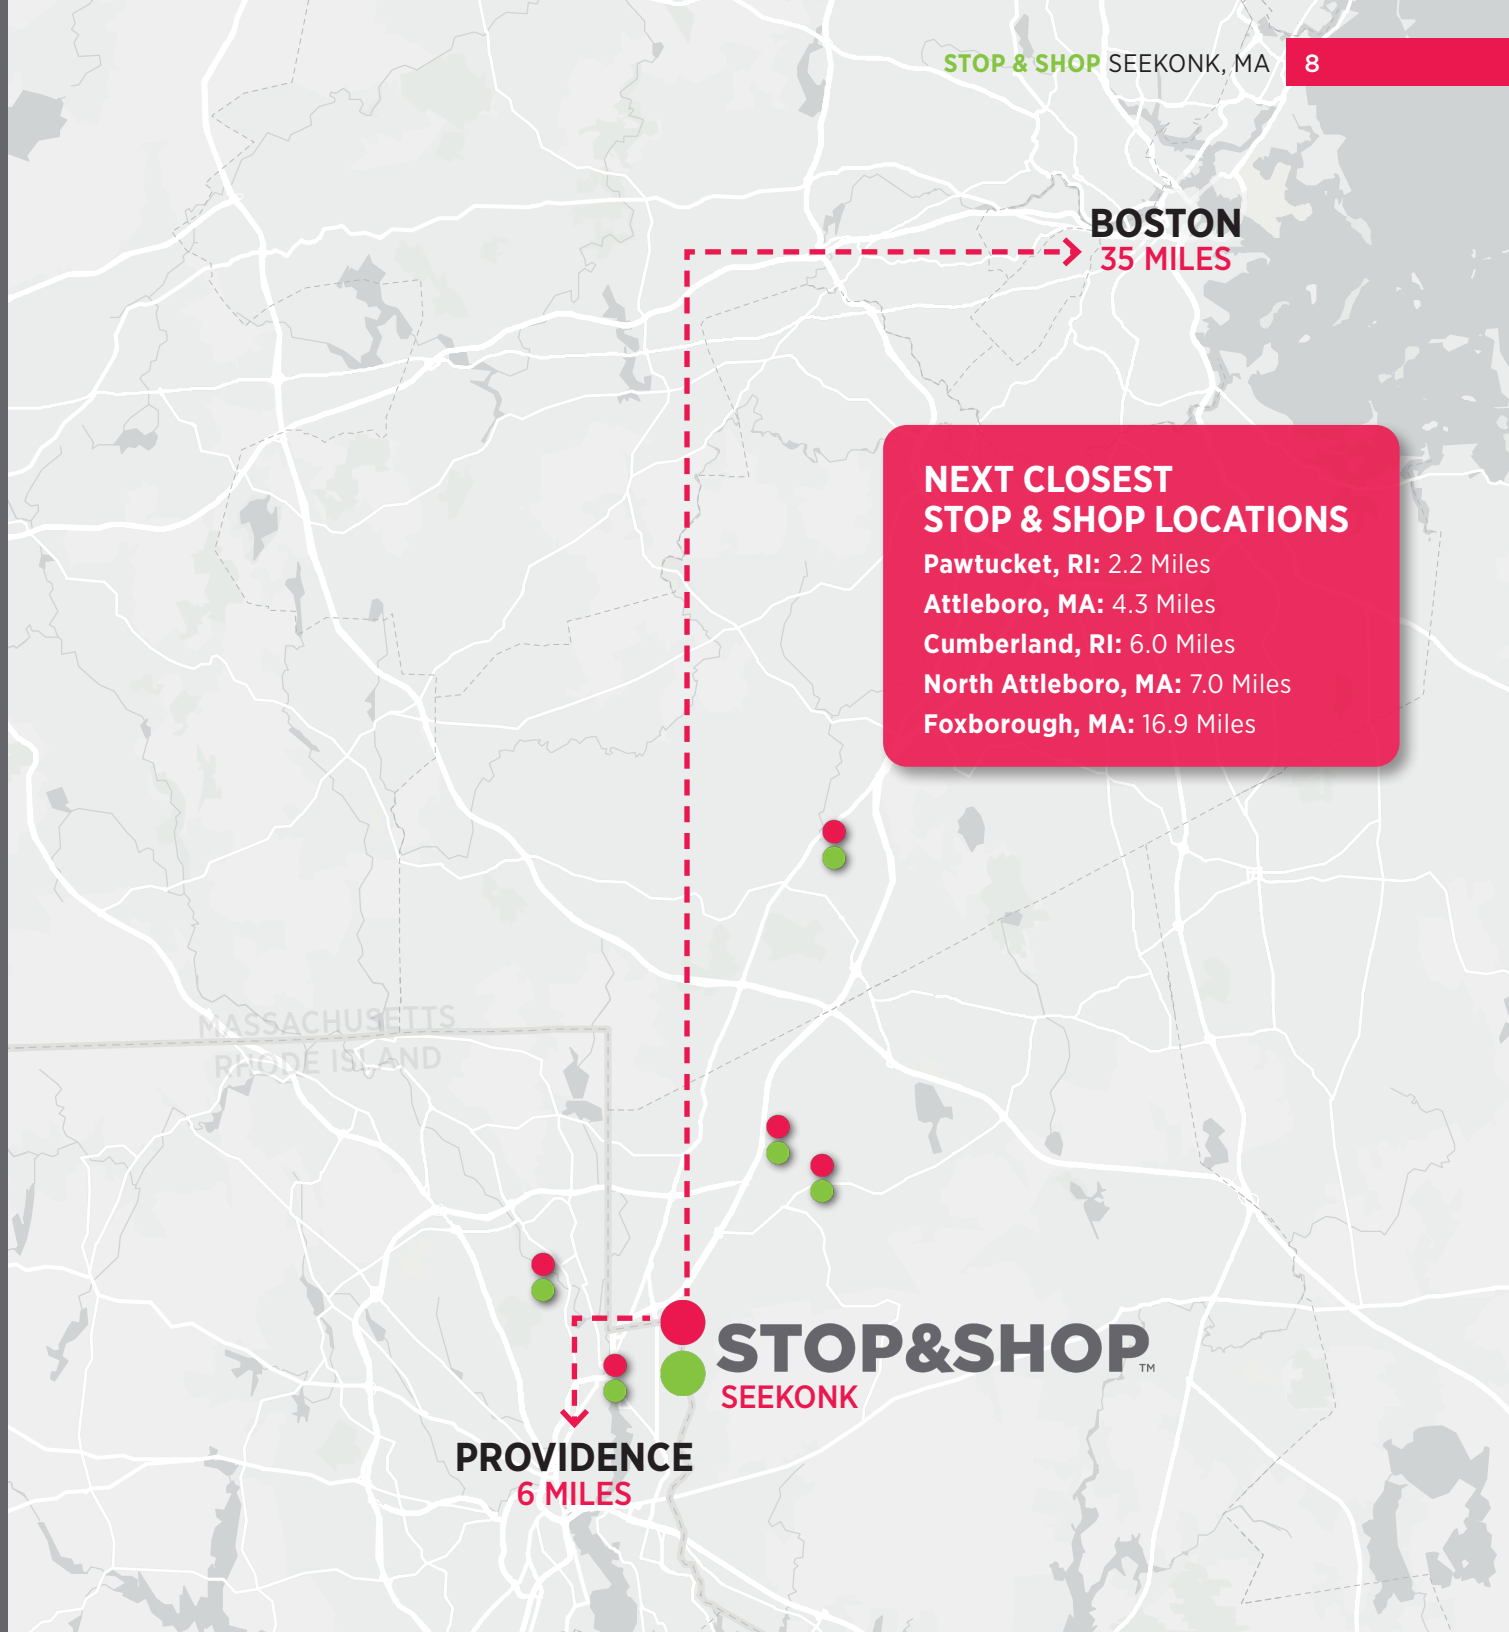 STOP & SHOP SEEKONK, MA 8
BOSTON
35 MILES
NEXT CLOSEST
STOP & SHOP LOCATIONS
Pawtucket, RI: 2.2 Miles
Attleboro, MA: 4.3 Miles
Cumberland, RI: 6.0 Miles
North Attleboro, MA: 7.0 Miles
Foxborough, MA: 16.9 Miles
MASSACHUSETTS
RHODE ISLAND
STOP&SHOP™
SEEKONK
PROVIDENCE
6 MILES